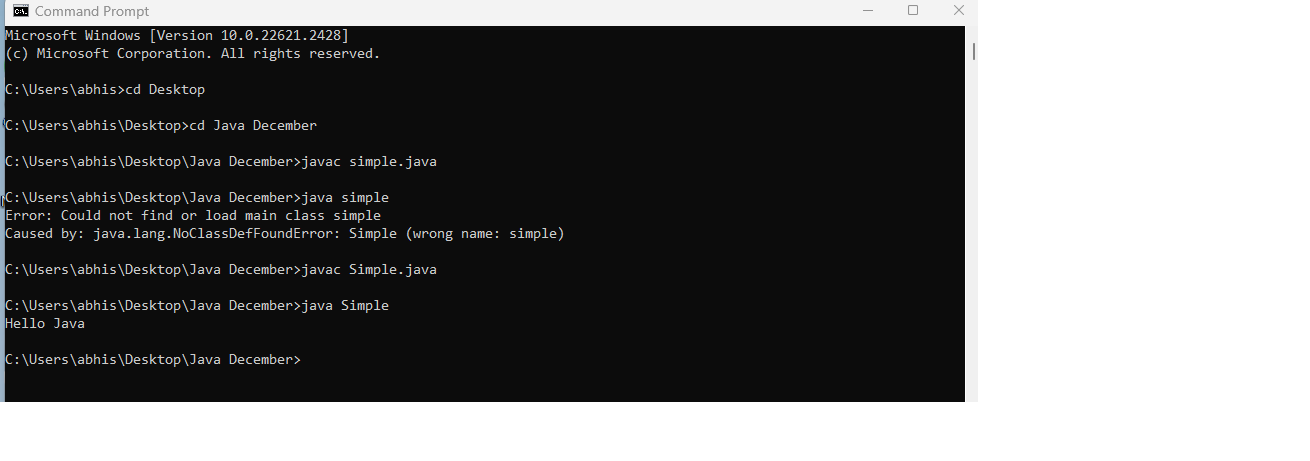 Command Prompt
Microsoft Windows [Version 10.0.22621.2428]
(c) Microsoft Corporation. All rights reserved.
C:\Users\abhis>cd Desktop
C:\Users\abhis\Desktop>cd Java December
C:\Users\abhis\Desktop\Java December>javac simple.java
C:\Users\abhis\Desktop\Java December>java simple
Error: Could not find or load main class simple
Caused by: java.lang.NoClassDefFoundError: Simple (wrong name: simple)
C:\Users\abhis\Desktop\Java December>javac Simple.java
C:\Users\abhis\Desktop\Java December>java Simple
Hello Java
C:\Users\abhis\Desktop\Java December>